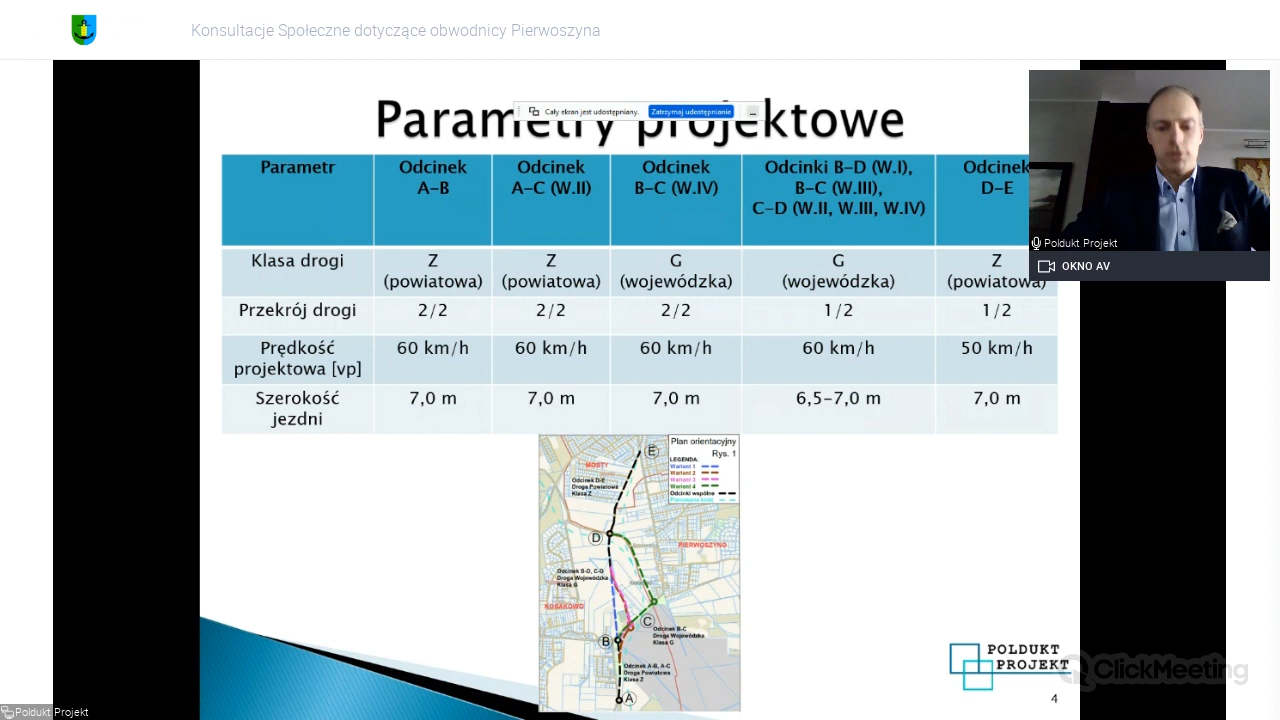 Konsultacje Społeczne dotyczące obwodnicy Pierwoszyna
Cały ekran jest udostępniany.
Zatrzymaj udostępnianie
Parametry projektowe
Parametr
Odcinek
A-B
Odcinek
A-C (W.II)
Odcinek
B-C (W.IV)
Odcinki B-D (W.I),
B-C (W.III),
C-D (W.II, W.III, W.IV)
Odcinek
D-E
Klasa drogi
Z
(powiatowa)
Z
(powiatowa)
G
(wojewódzka)
G
(wojewódzka)
Z
(powiatowa)
Przekrój drogi
2/2
2/2
2/2
1/2
1/2
Prędkość
projektowa [vp]
60 km/h
60 km/h
60 km/h
60 km/h
50 km/h
Szerokość
jezdni
7,0 m
7,0 m
7,0 m
6,5-7,0 m
7,0 m
Poldukt Projekt
OKNO AV
Plan orientacyjny
Rys. 1
LEGENDA:
Wariant 1
Wariant 2
Wariant 3
Wariant 4
Odcinki wspólne
E
MOSTY
Odcinek D-E
Droga Powiatowa
Klasa Z
D
PIERWOSZYNO
Odcinek B-D, C-D
Droga Wojewódzka
Klasa G
KOSAKOWO
C
Odcinek B-C
Droga Wojewódzka
Klasa G
B
Odcinek A-B, A-C
Droga Powiatowa
Klasa Z
A
POLDUKT
PROJEKT
ClickMeeting
4
Poldukt Projekt